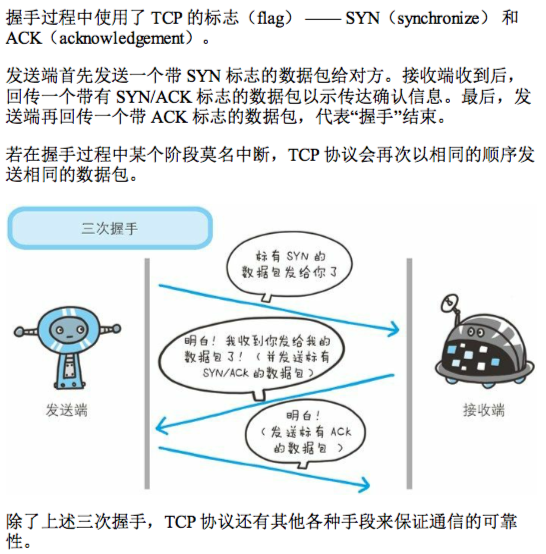 握手过程中使用了 TCP 的标志（flag） —— SYN（synchronize） 和
ACK（acknowledgement）。
发送端首先发送一个带 SYN 标志的数据包给对方。接收端收到后，
回传一个带有 SYN/ACK 标志的数据包以示传达确认信息。最后，发
送端再回传一个带 ACK 标志的数据包，代表“握手”结束。
若在握手过程中某个阶段莫名中断，TCP 协议会再次以相同的顺序发
送相同的数据包。
三次握手
标有 SYN 的
数据包发给你了
明白！我收到你发给我的
数据包了！（并发送标有
SYN/ACK 的数据包）
明白！
（发送标有 ACK
的数据包）
发送端
接收端
除了上述三次握手，TCP 协议还有其他各种手段来保证通信的可靠
性。